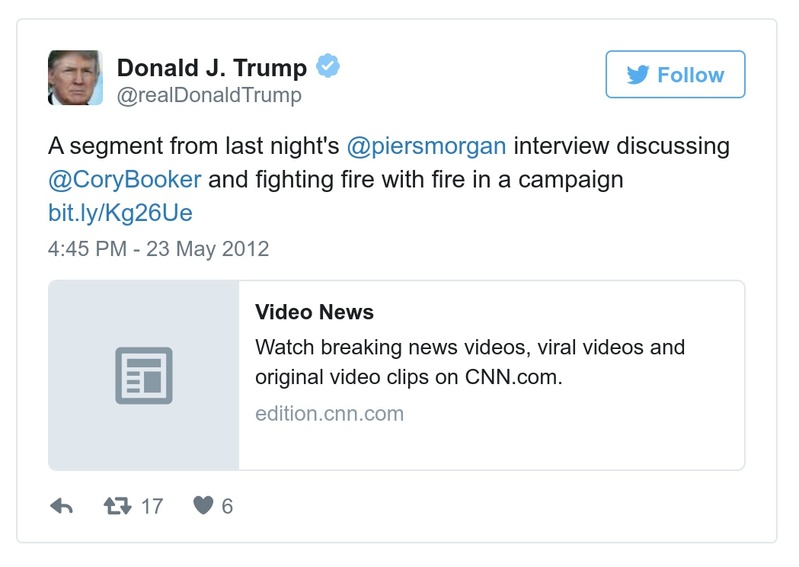 Donald J. Trump
@realDonaldTrump
Follow
A segment from last night's @piersmorgan interview discussing
@CoryBooker and fighting fire with fire in a campaign
bit.ly/Kg26Ue
4:45 PM - 23 May 2012
Video News
Watch breaking news videos, viral videos and
original video clips on CNN.com.
edition.cnn.com
17 6